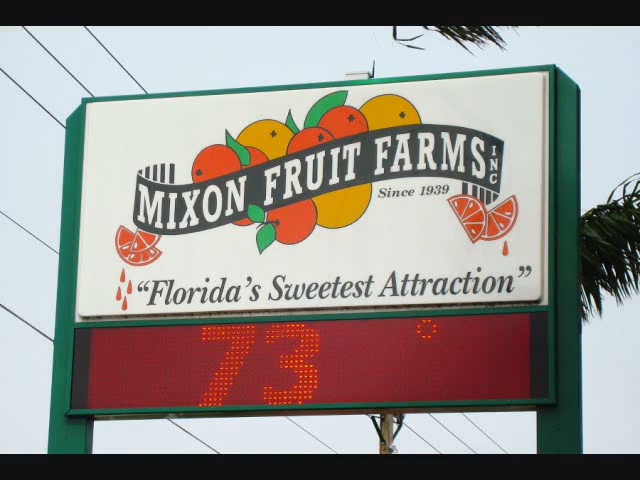 MIXON FRUIT FARMS INC
Since 1939
"Florida's Sweetest Attraction"
73°